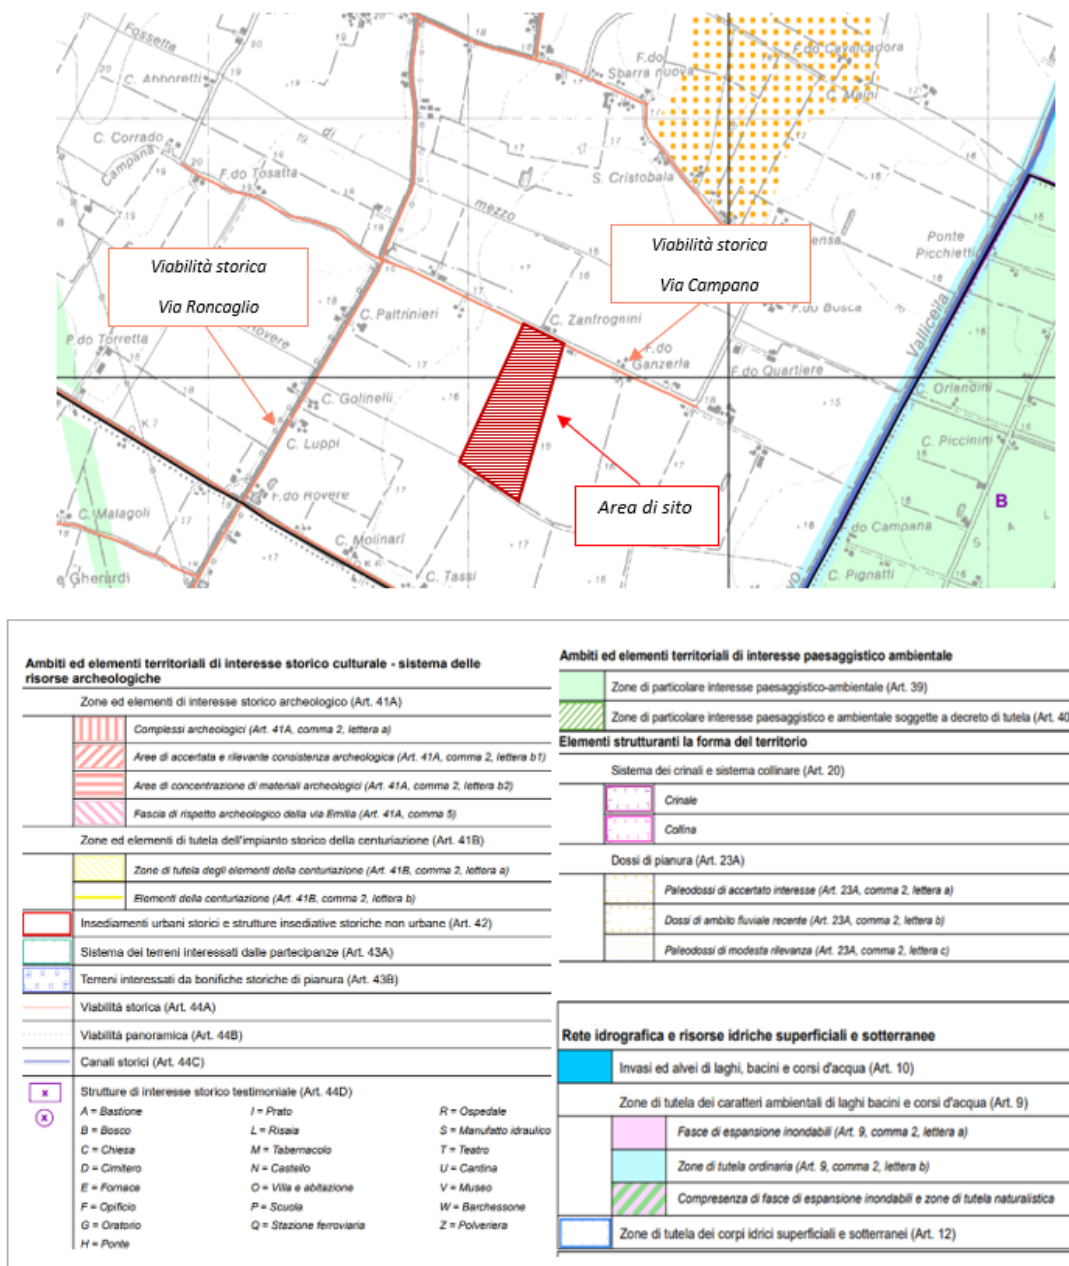 Fossetta
20
19
18
C. Abboretti
F.do
Sbarra nuova
F.do Cavalcadora
C. Maini
C. Corrado
Campana
di
F.do Tosatta
S. Cristobala
mezzo
Viabilità storica
Via Roncaglio
Viabilità storica
Via Campana
Ponte
Picchietti
Vallicella
C. Paltrinieri
C. Zanfrognini
F.do Bosca
F.do Torretta
Rovere
F.do
Ganzerla
F.do Quartiere
C. Golinelli
C. Orlandini
C. Luppi
C. Piccinini
Area di sito
B
F.do Rovere
C. Malagoli
C. Molinari
do Campana
e Gherardi
C. Tassi
C. Pignatti
Ambiti ed elementi territoriali di interesse storico culturale - sistema delle
risorse archeologiche
Zone ed elementi di interesse storico archeologico (Art. 41A)
Complessi archeologici (Art. 41A, comma 2, lettera a)
Aree di accertata e rilevante consistenza archeologica (Art. 41A, comma 2, lettera b1)
Aree di concentrazione di materiali archeologici (Art. 41A, comma 2, lettera b2)
Fascia di rispetto archeologico della via Emilia (Art. 41A, comma 5)
Zone ed elementi di tutela dell'impianto storico della centuriazione (Art. 41B)
Zone di tutela degli elementi della centuriazione (Art. 41B, comma 2, lettera a)
Elementi della centuriazione (Art. 41B, comma 2, lettera b)
Insediamenti urbani storici e strutture insediative storiche non urbane (Art. 42)
Sistema dei terreni interessati dalle partecipanze (Art. 43A)
Terreni interessati da bonifiche storiche di pianura (Art. 43B)
Viabilità storica (Art. 44A)
Viabilità panoramica (Art. 44B)
Canali storici (Art. 44C)
x Strutture di interesse storico testimoniale (Art. 44D)
x
A = Bastione
B = Bosco
C = Chiesa
D = Cimitero
E = Fornace
F = Opificio
G = Oratorio
H = Ponte
I = Prato
L = Risaia
M = Tabernacolo
N = Castello
O = Villa e abitazione
P = Scuola
Q = Stazione ferroviaria
R = Ospedale
S = Manufatto idraulico
T = Teatro
U = Cantina
V = Museo
W = Barchessone
Z = Polveriera
Ambiti ed elementi territoriali di interesse paesaggistico ambientale
Zone di particolare interesse paesaggistico-ambientale (Art. 39)
Zone di particolare interesse paesaggistico e ambientale soggette a decreto di tutela (Art. 40
Elementi strutturanti la forma del territorio
Sistema dei crinali e sistema collinare (Art. 20)
Crinale
Collina
Dossi di pianura (Art. 23A)
Paleodossi di accertato interesse (Art. 23A, comma 2, lettera a)
Dossi di ambito fluviale recente (Art. 23A, comma 2, lettera b)
Paleodossi di modesta rilevanza (Art. 23A, comma 2, lettera c)
Rete idrografica e risorse idriche superficiali e sotterranee
Invasi ed alvei di laghi, bacini e corsi d'acqua (Art. 10)
Zone di tutela dei caratteri ambientali di laghi bacini e corsi d'acqua (Art. 9)
Fasce di espansione inondabili (Art. 9, comma 2, lettera a)
Zone di tutela ordinaria (Art. 9, comma 2, lettera b)
Compresenza di fasce di espansione inondabili e zone di tutela naturalistica
Zone di tutela dei corpi idrici superficiali e sotterranei (Art. 12)